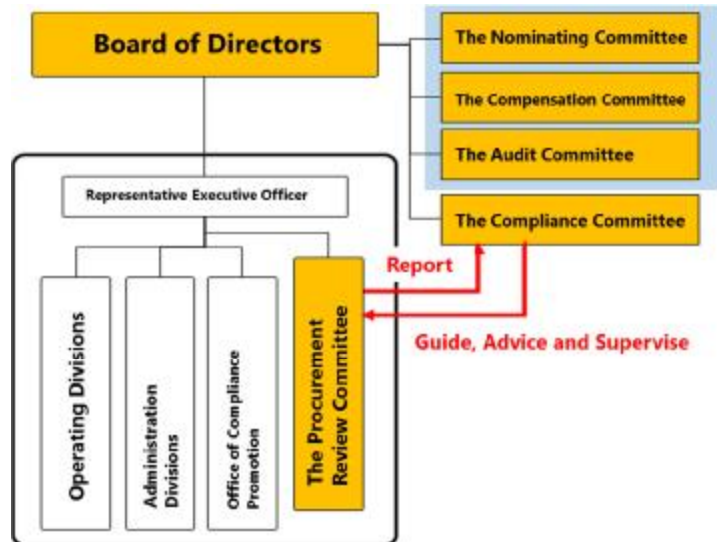 Board of Directors
The Nominating Committee
The Compensation Committee
The Audit Committee
The Compliance Committee
Representative Executive Officer
Report
Guide, Advice and Supervise
Operating Divisions
Administration
Divisions
Office of Compliance
Promotion
The Procurement
Review Committee